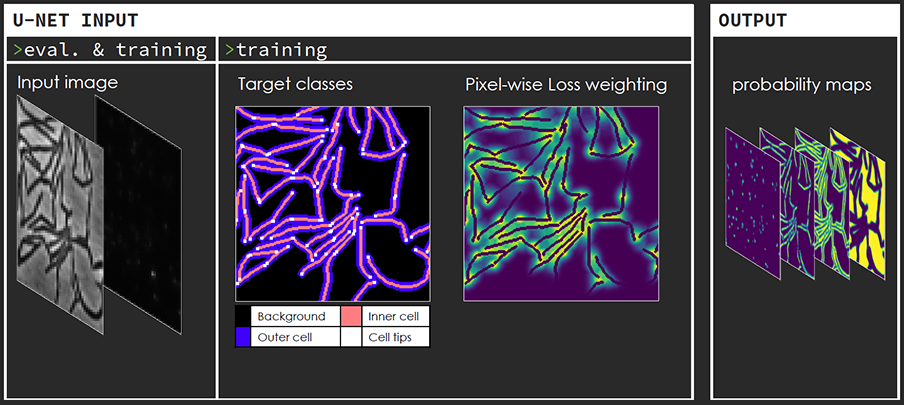 U-NET INPUT
>eval. & training
>training
Input image
Target classes
Pixel-wise Loss weighting
Background
Inner cell
Outer cell
Cell tips
OUTPUT
probability maps